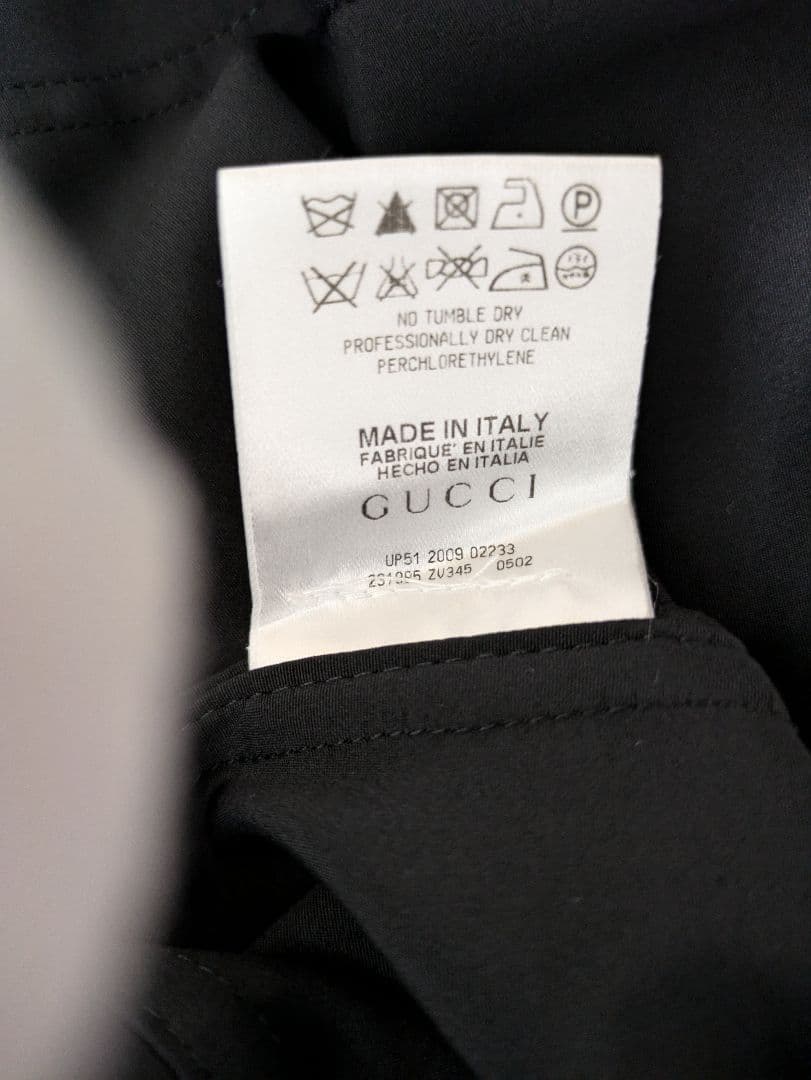 P
NO TUMBLE DRY
PROFESSIONALLY DRY CLEAN
PERCHLORETHYLENE
MADE IN ITALY
FABRIQUE' EN ITALIE
HECHO EN ITALIA
GUCCI
UP51 2009 02233
ZV345 0502